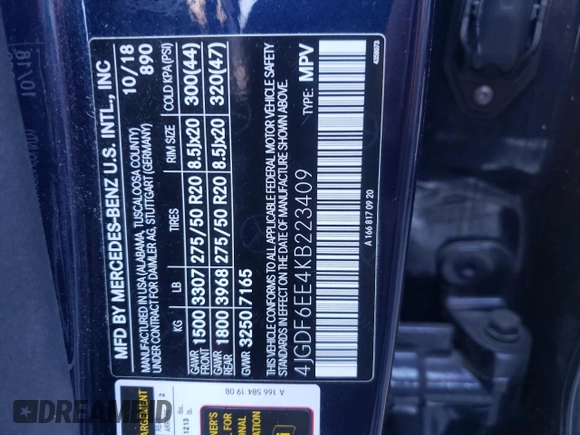 MFD BY MERCEDES-BENZ U.S. INTL., INC
10/18
MANUFACTURED IN USA (ALABAMA, TUSCALOOSA COUNTY)
890
UNDER CONTRACT FOR DAIMLER AG, STUTTGART (GERMANY)
KG LB TIRES RIM SIZE COLD KPA (PSI)
GAWR FRONT 1500 3307 275/50 R20 8.5Jx20 300(44)
GAWR REAR 1800 3968 275/50 R20 8.5Jx20 320(47)
GVWR 3250 7165
THIS VEHICLE CONFORMS TO ALL APPLICABLE FEDERAL MOTOR VEHICLE SAFETY
STANDARDS IN EFFECT ON THE DATE OF MANUFACTURE SHOWN ABOVE.
4JGDF6EE4KB223409 TYPE: MPV
A 166 817 09 20
A 166 584 19 08
1213
10/18
DREAMFIND